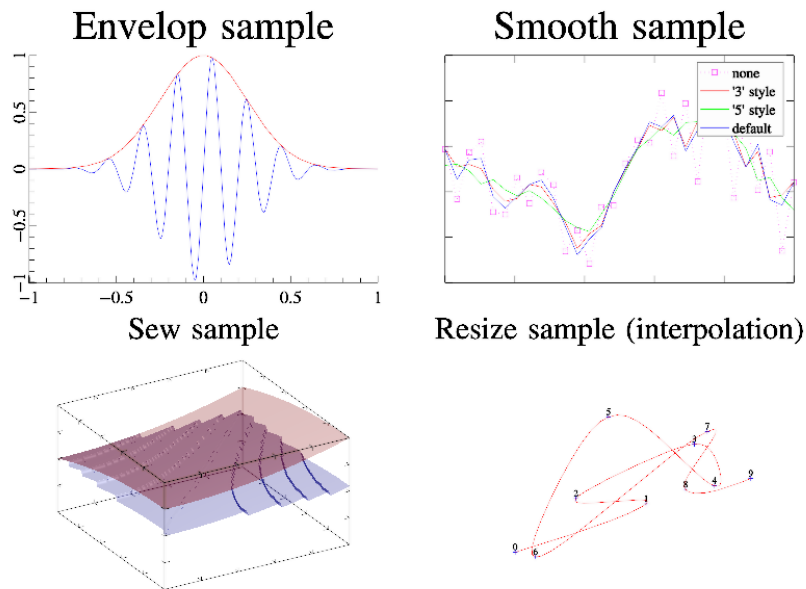 Envelop sample
Smooth sample
1
0.5
0
−0.5
−1
−1
−0.5
0
0.5
1
none
'3' style
'5' style
default
Sew sample
Resize sample (interpolation)
5
7
3
2
1
8
4
9
0
6